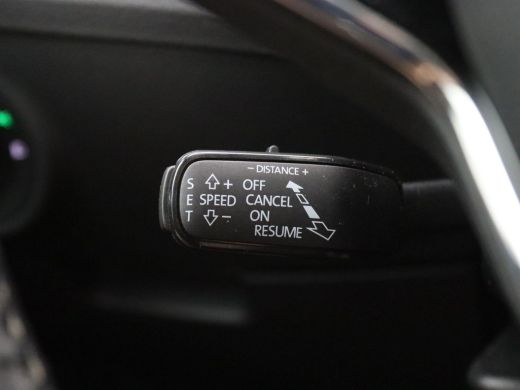 - DISTANCE +
S + OFF
E SPEED CANCEL
T - ON
RESUME